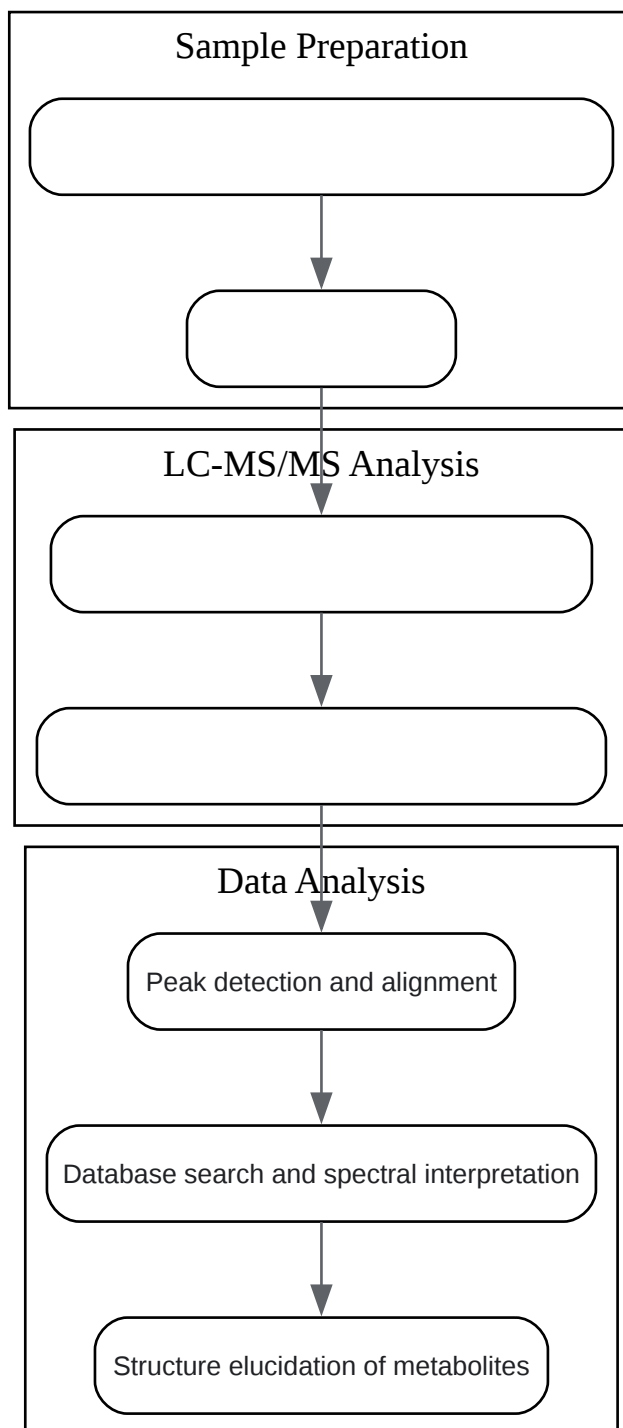 Sample Preparation
LC-MS/MS Analysis
Data Analysis
Peak detection and alignment
Database search and spectral interpretation
Structure elucidation of metabolites